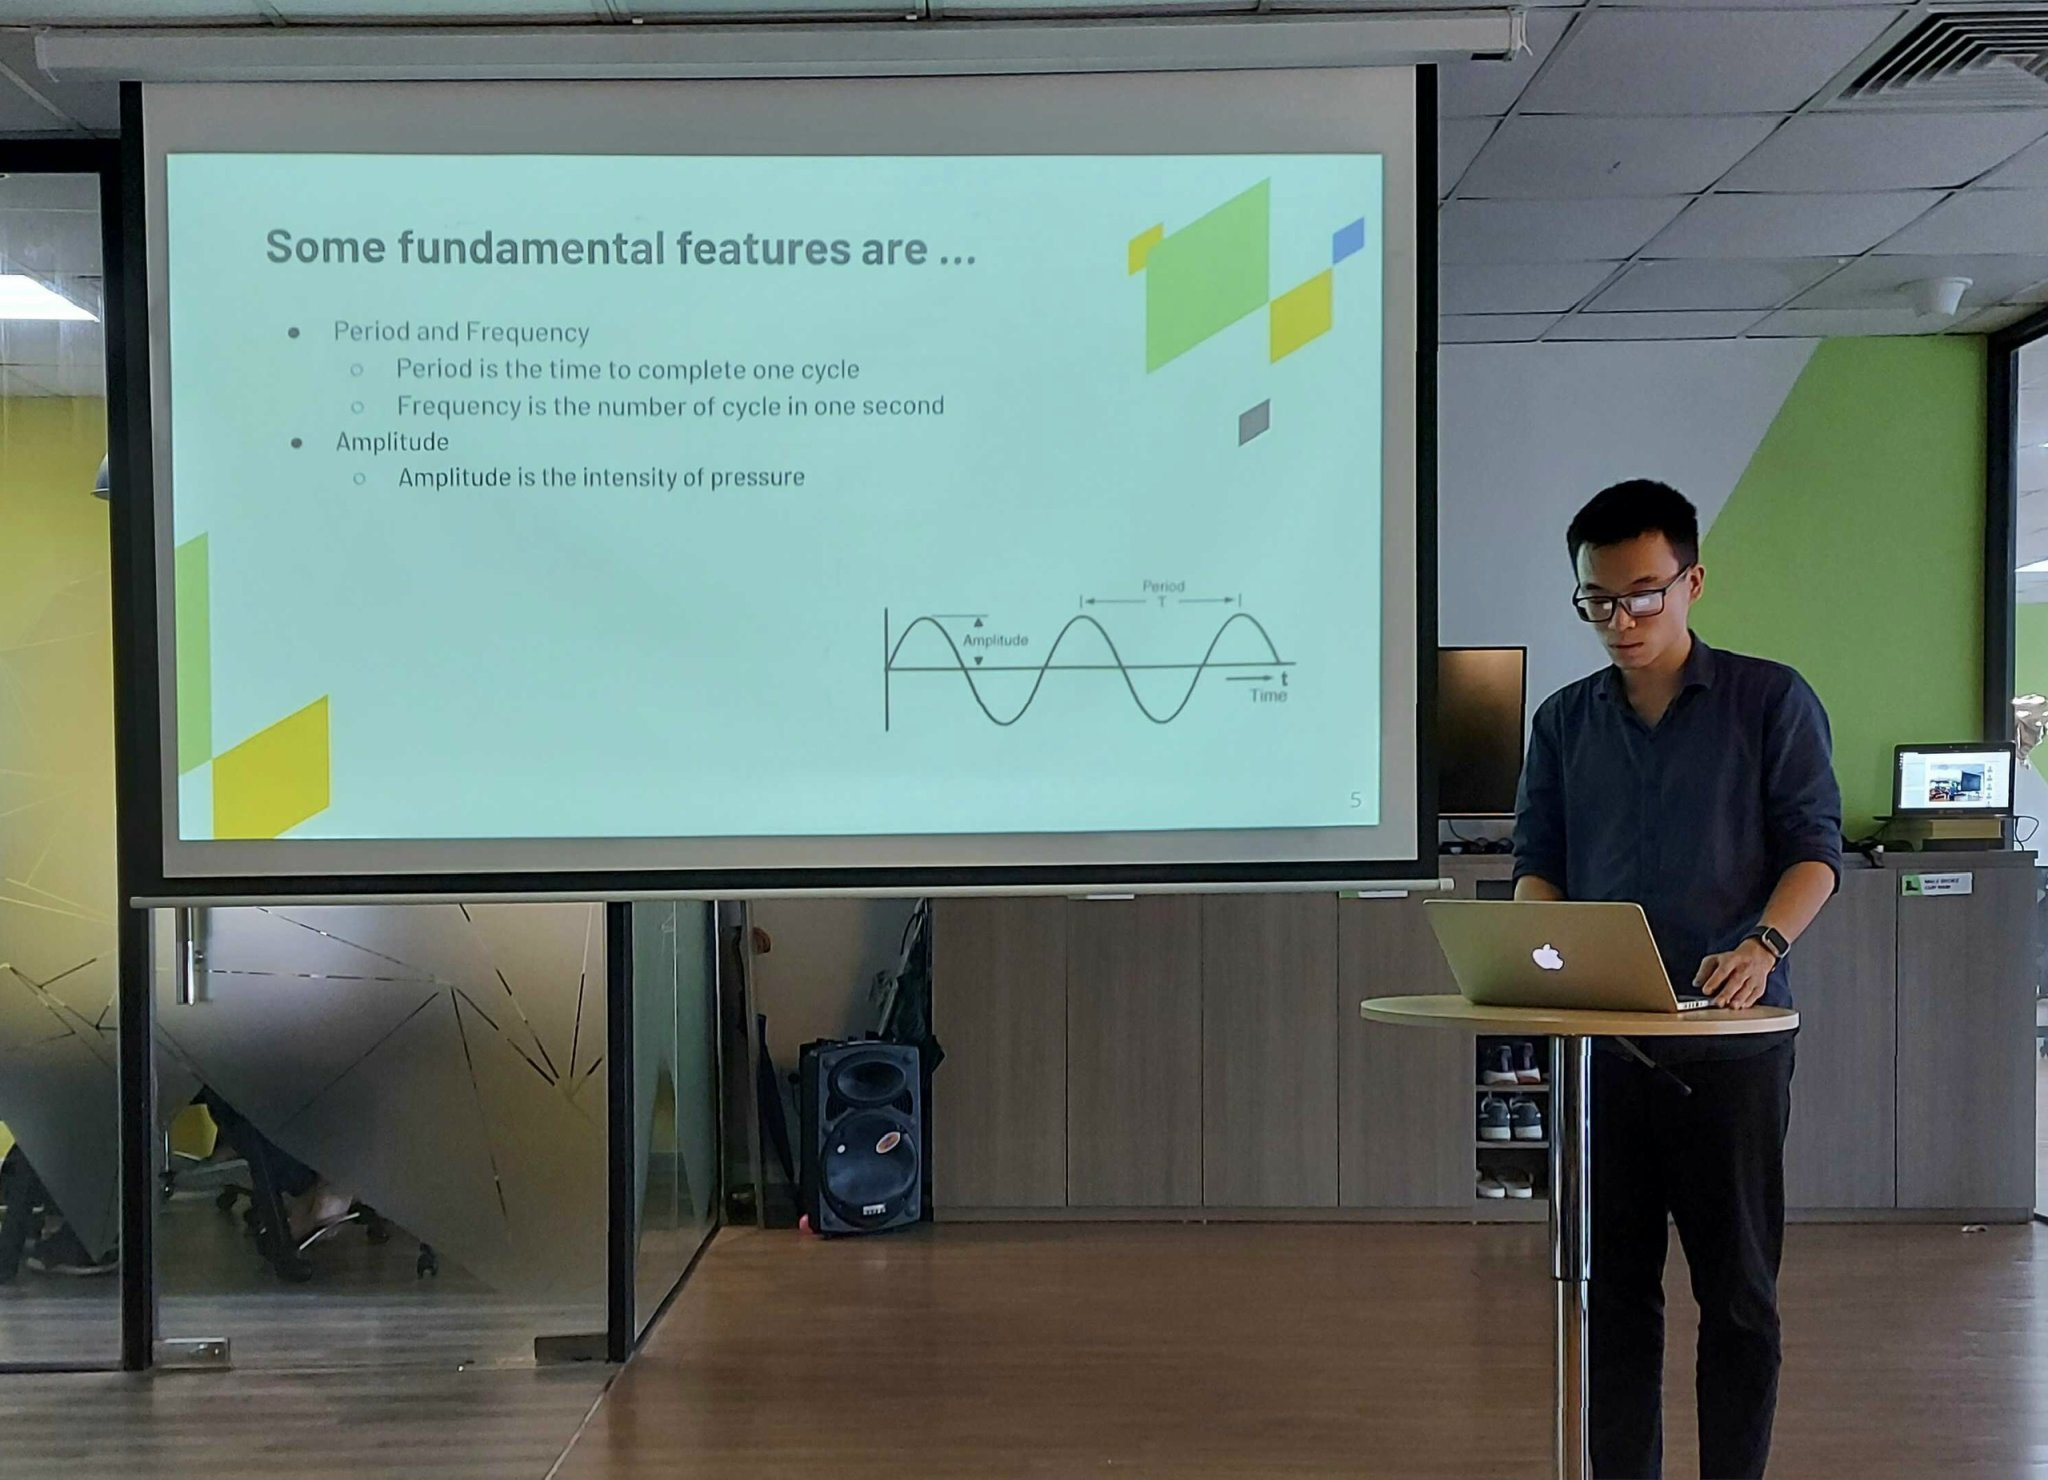 Some fundamental features are ...
● Period and Frequency
○ Period is the time to complete one cycle
○ Frequency is the number of cycle in one second
● Amplitude
○ Amplitude is the intensity of pressure
Period
T
Amplitude
t
Time
5